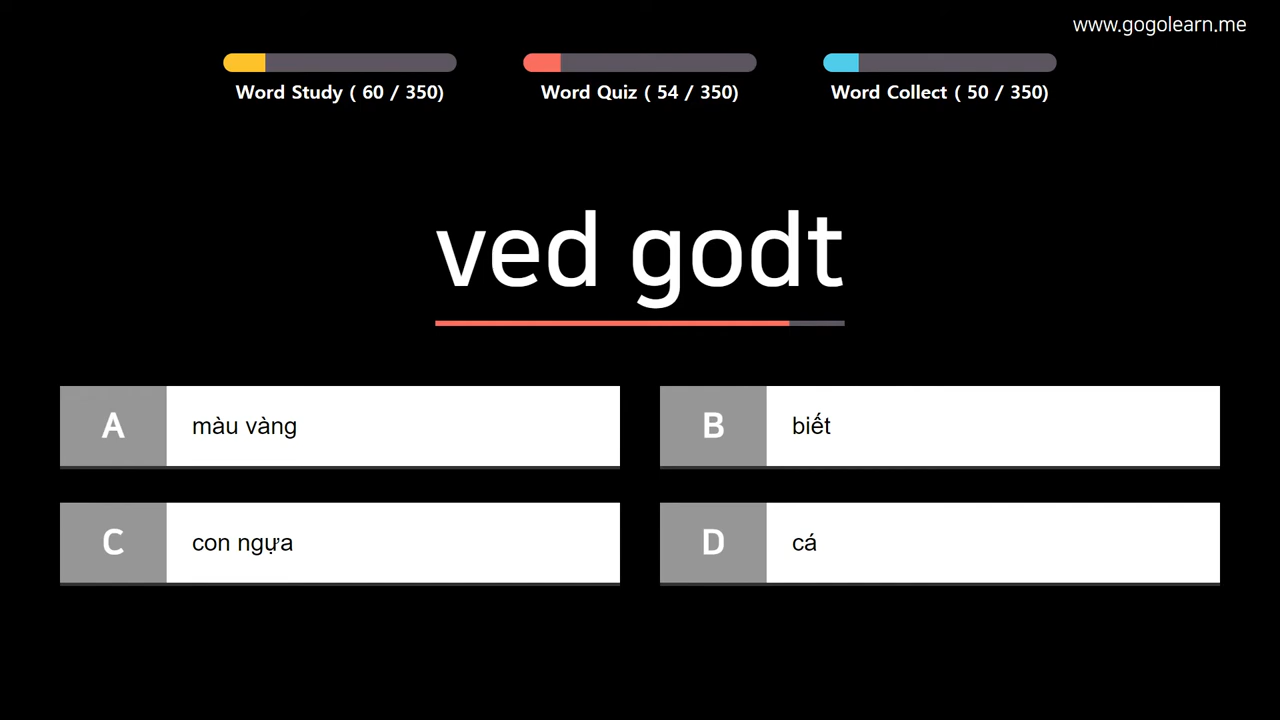 www.gogolearn.me
Word Study ( 60 / 350)
Word Quiz ( 54 / 350)
Word Collect ( 50 / 350)
ved godt
A
màu vàng
B
biết
C
con ngựa
D
cá